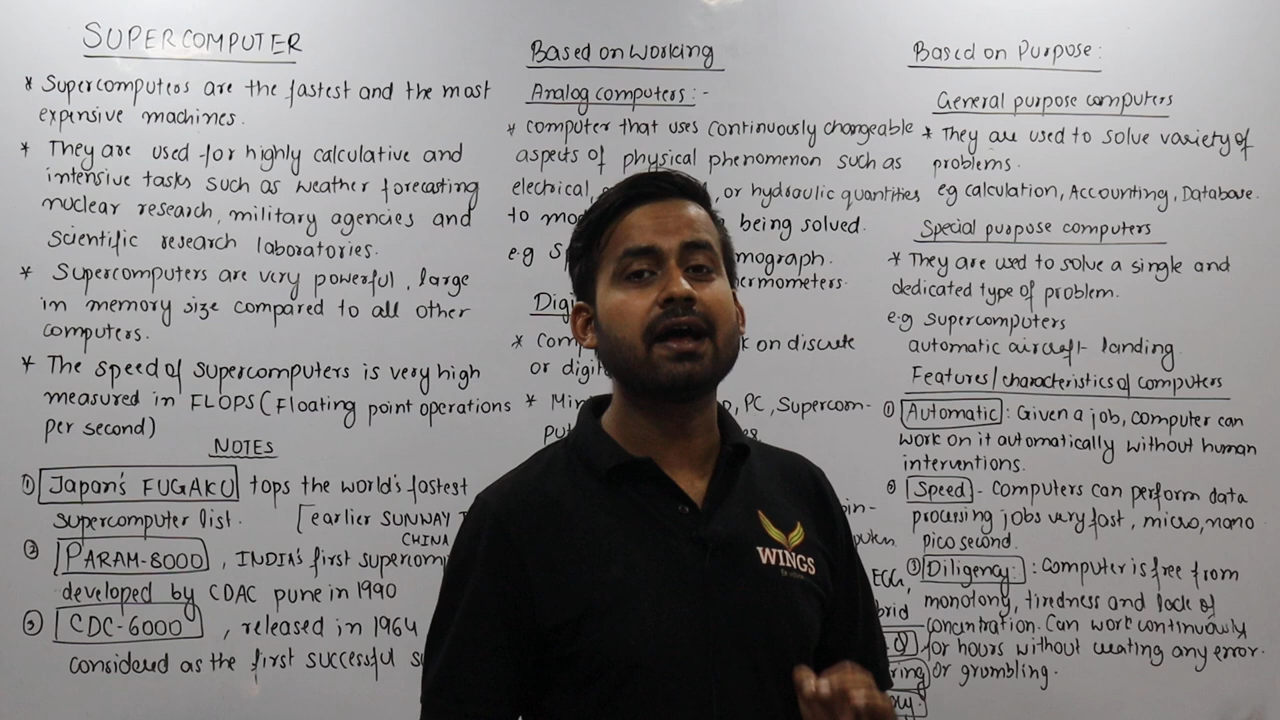 SUPERCOMPUTER
* Supercomputers are the fastest and the most
expensive machines.
* They are used for highly calculative and
intensive tasks such as weather forecasting
nuclear research, military agencies and
Scientific research laboratories.
* Supercomputers are very powerful, large
in memory size compared to all other
computers.
* The speed of supercomputers is very high
measured in FLOPS (Floating point operations
per second)
NOTES
① Japan's FUGAKU tops the world's fastest
supercomputer list. [earlier SUNWAY
CHINA
② PARAM-8000, INDIA's first
developed by CDAC pune in 1990
③ CDC-6000, released in 1964
considered as the first successful
Based on Working
Analog computers:-
* computer that uses continuously changeable
aspects of physical phenomenon such as
electrical, , or hydraulic quantities
to being solved.
e.g
Digi
* on discrete
or
* , PC, Supercom-
put
Based on Purpose:
General purpose computers
* They are used to solve variety of
problems.
eg calculation, Accounting, Database.
Special purpose computers
* They are used to solve a single and
dedicated type of problem.
e.g supercomputers
automatic aircraft landing
Features/characteristics of computers
① Automatic: Given a job, computer can
work on it automatically without human
interventions.
② Speed - Computers can perform data
processing jobs very fast, micro, nano
pico second.
③ Diligency: : Computer is free from
monotony, tiredness and lack of
concntration. Can work continuously
for hours without creating any error.
or grumbling.
ECG,
brid
WINGS